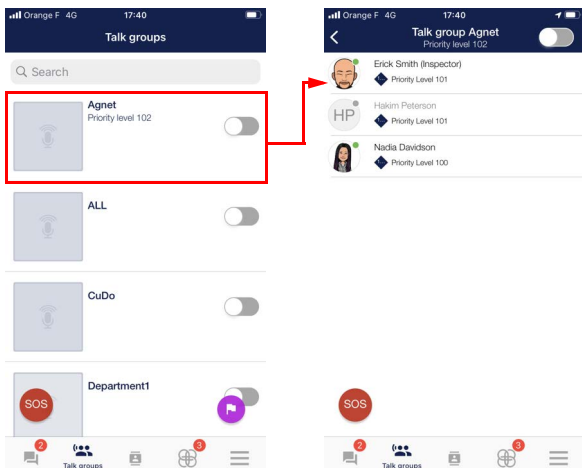 Orange F 4G 17:40
Talk groups
Search
Agnet
Priority level 102
ALL
CuDo
Department1
SOS
2
3
Talk groups
Orange F 4G 17:40
Talk group Agnet
Priority level 102
Erick Smith (Inspector)
Priority Level 101
HP
Hakim Peterson
Priority Level 101
Nadia Davidson
Priority Level 100
SOS
2
3
Talk groups